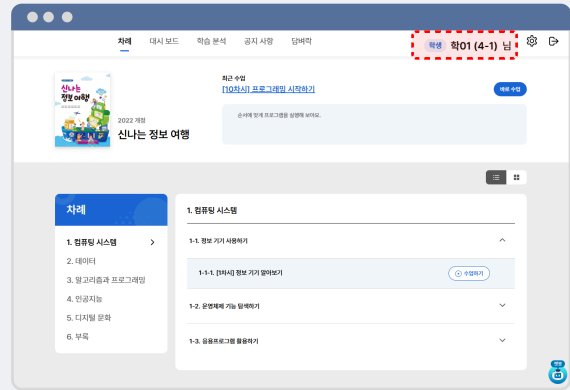 차례 대시 보드 학습 분석 공지 사항 담벼락
학생 학01 (4-1) 님
신나는
정보 여행
2022 개정
신나는 정보 여행
최근 수업
[10차시] 프로그래밍 시작하기
바로 수업
순서에 맞게 프로그램을 실행해 보아요.
차례
1. 컴퓨팅 시스템
2. 데이터
3. 알고리즘과 프로그래밍
4. 인공지능
5. 디지털 문화
6. 부록
1. 컴퓨팅 시스템
1-1. 정보 기기 사용하기
1-1-1. [1차시] 정보 기기 알아보기
수업하기
1-2. 운영체제 기능 탐색하기
1-3. 응용프로그램 활용하기